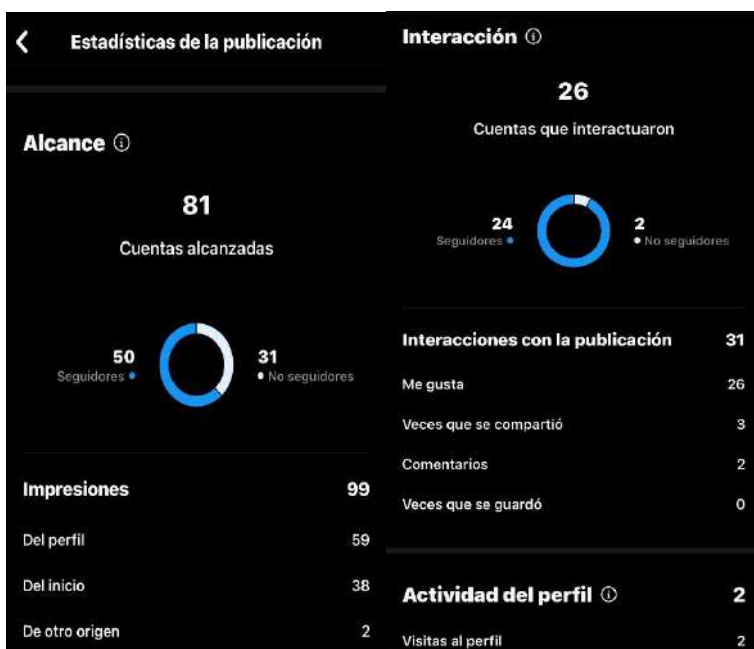 Estadísticas de la publicación
Alcance
81
Cuentas alcanzadas
50 31
Seguidores No seguidores
Impresiones 99
Del perfil 59
Del inicio 38
De otro origen 2
Interacción
26
Cuentas que interactuaron
24 2
Seguidores No seguidores
Interacciones con la publicación 31
Me gusta 26
Veces que se compartió 3
Comentarios 2
Veces que se guardó 0
Actividad del perfil 2
Visitas al perfil 2